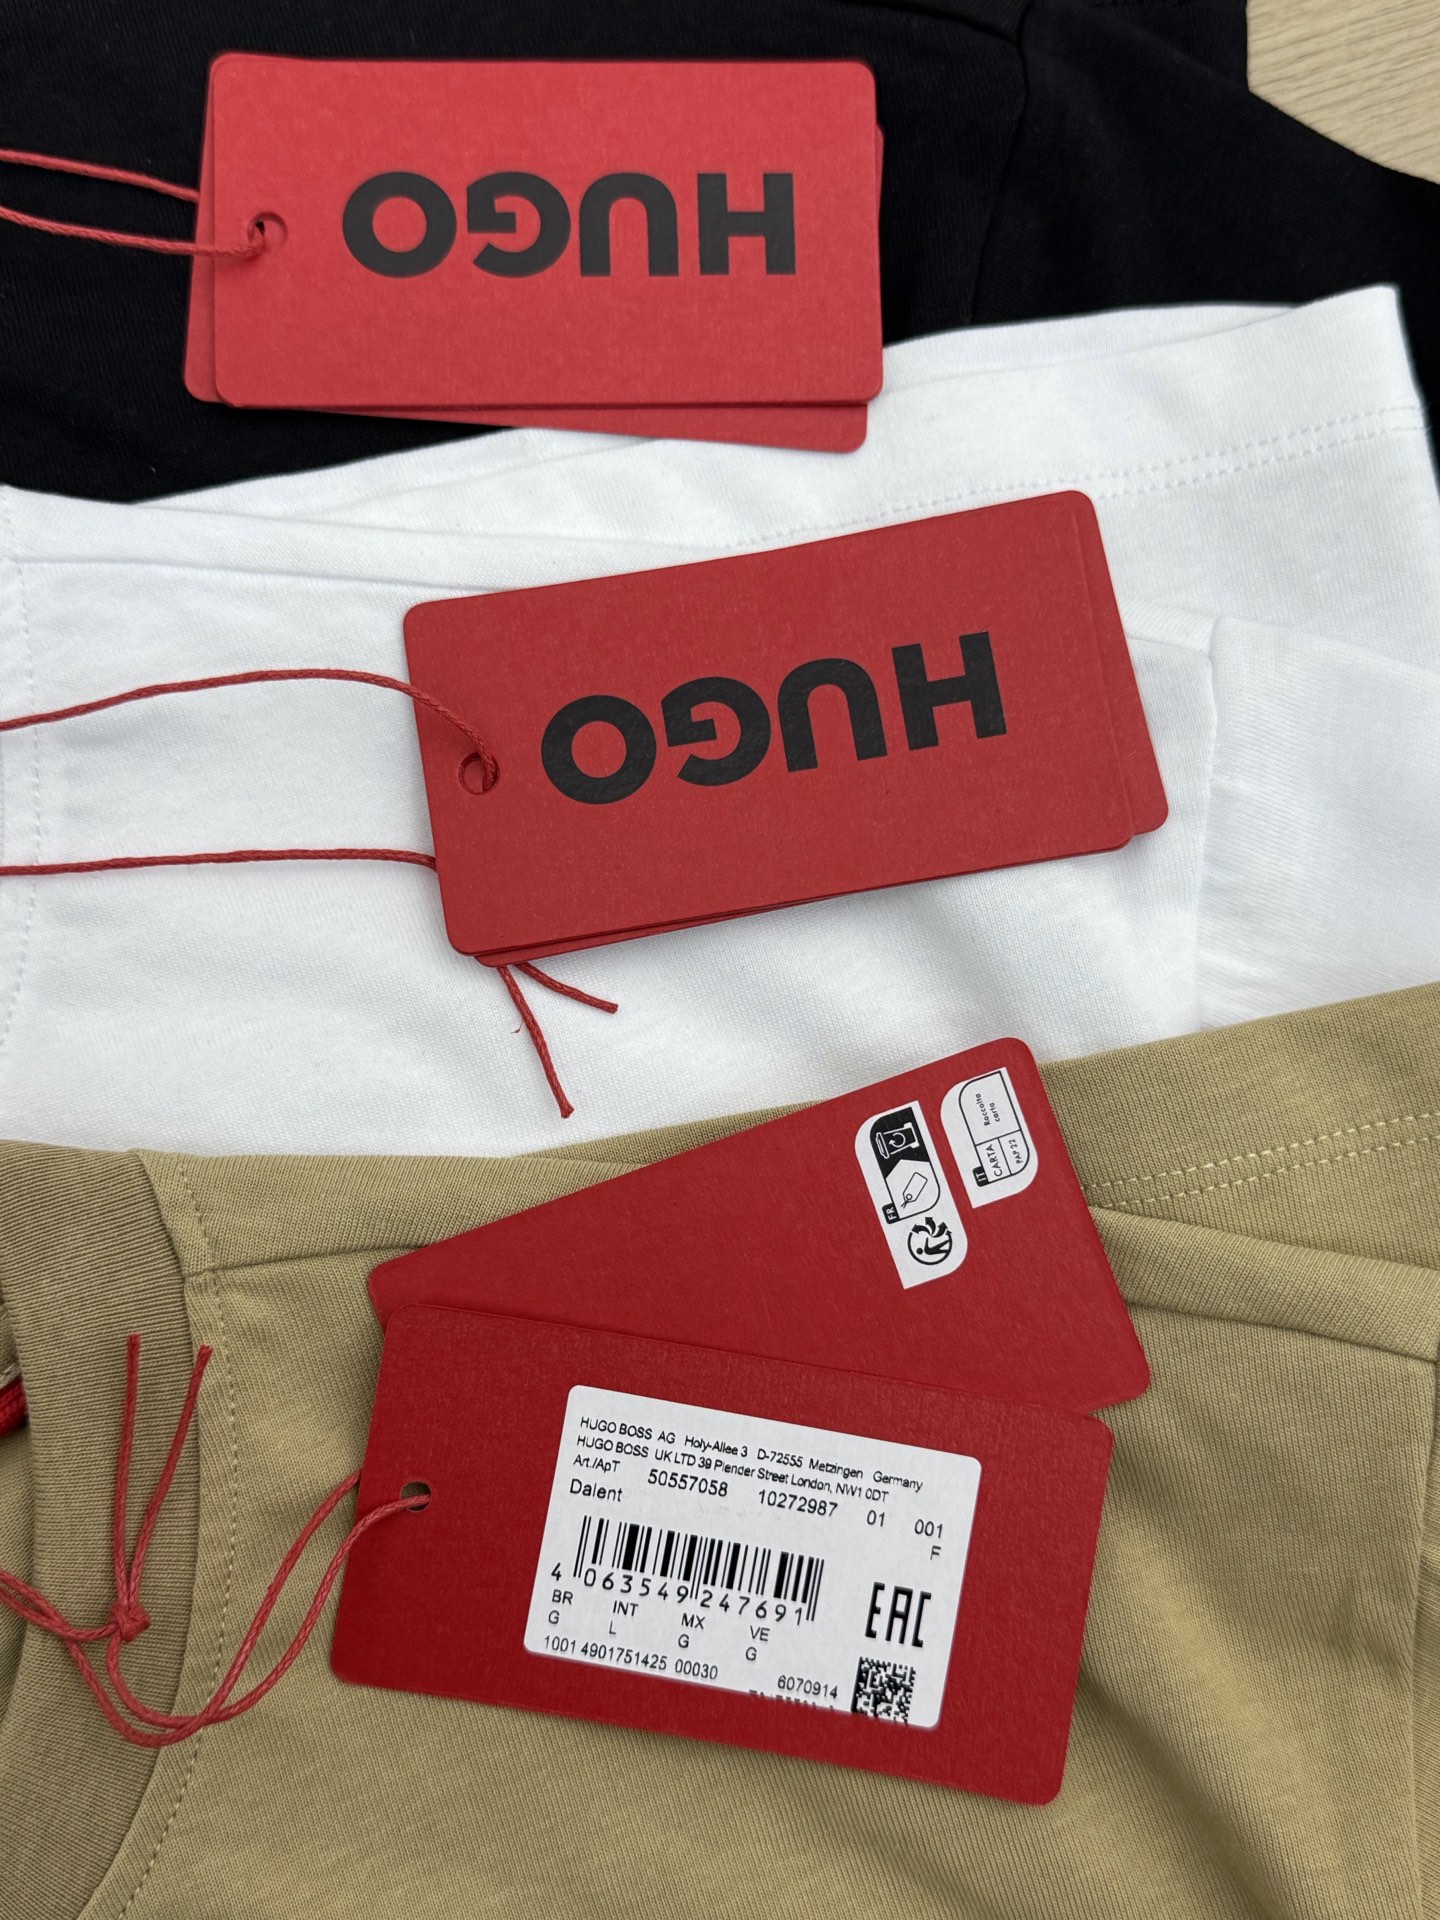 HUGO
HUGO
Raccolta
carta
IT CARTA
PAP 22
FR
HUGO BOSS AG Holy-Allee 3 D-72555 Metzingen Germany
HUGO BOSS UK LTD 39 Plender Street London, NW1 0DT
Art./ApT 50557058 10272987 01 001
Dalent F
4 063549 247691
BR INT MX VE
G L G G
EAC
1001 4901751425 00030 6070914